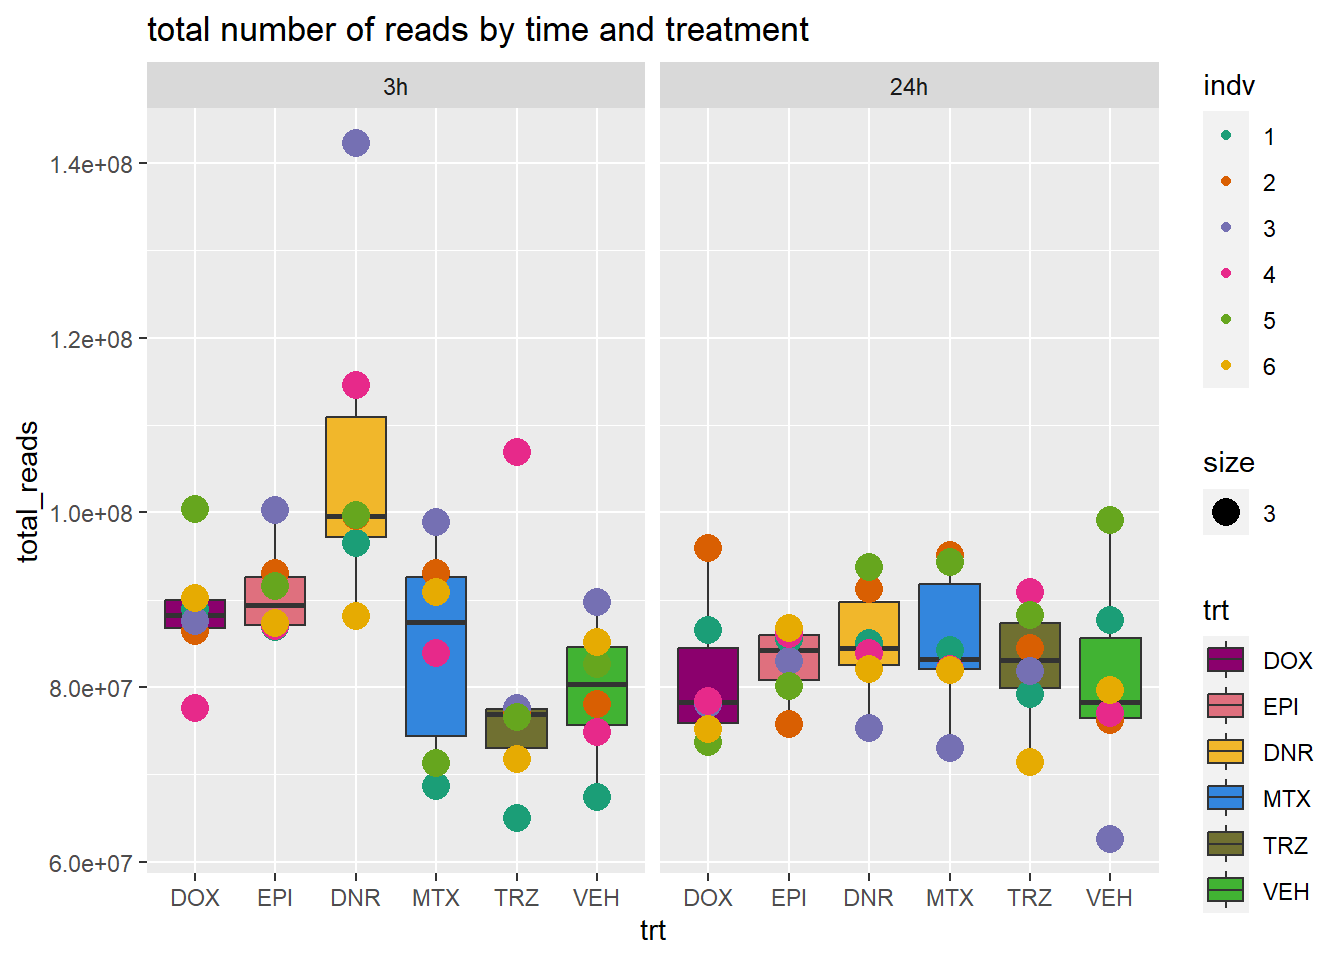 total number of reads by time and treatment
3h
24h
total_reads
1.4e+08
1.2e+08
1.0e+08
8.0e+07
6.0e+07
DOX EPI DNR MTX TRZ VEH
DOX EPI DNR MTX TRZ VEH
trt
indv
1
2
3
4
5
6
size
3
trt
DOX
EPI
DNR
MTX
TRZ
VEH